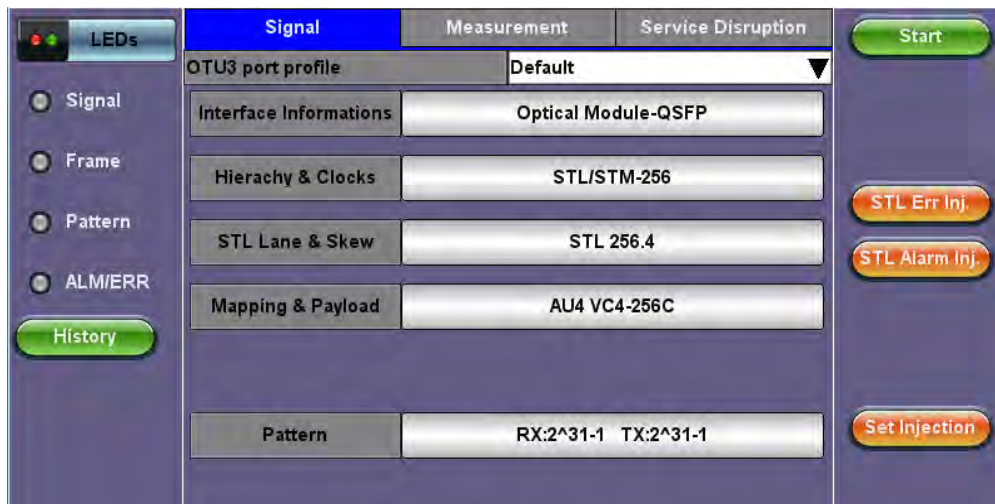 LEDs
Signal
Measurement
Service Disruption
Start
OTU3 port profile
Default
Signal
Interface Informations
Optical Module-QSFP
Frame
Hierachy & Clocks
STL/STM-256
STL Err Inj.
Pattern
STL Lane & Skew
STL 256.4
STL Alarm Inj.
ALM/ERR
Mapping & Payload
AU4 VC4-256C
History
Pattern
RX:2^31-1 TX:2^31-1
Set Injection